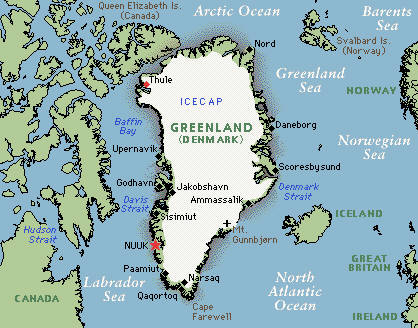 Queen Elizabeth Is.
(Canada)
Arctic Ocean
Barents
Sea
Svalbard Is.
(Norway)
Nord
Thule
Greenland
Sea
NORWAY
ICECAP
Baffin
Bay
GREENLAND
(DENMARK)
Daneborg
Upernavik
Norwegian
Sea
Scoresbysund
Godhavn
Jakobshavn
Denmark
Strait
Davis
Strait
Ammassalik
Sisimiut
ICELAND
Hudson
Strait
Mt.
Gunnbjørn
NUUK
GREAT
BRITAIN
Paamiut
Labrador
Sea
Narsaq
North
Atlantic
Ocean
Qaqortoq
CANADA
Cape
Farewell
IRELAND